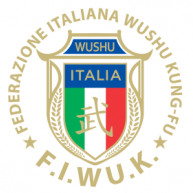 FEDERAZIONE ITALIANA WUSHU KUNG-FU
WUSHU
ITALIA
武
F.I.WU.K.